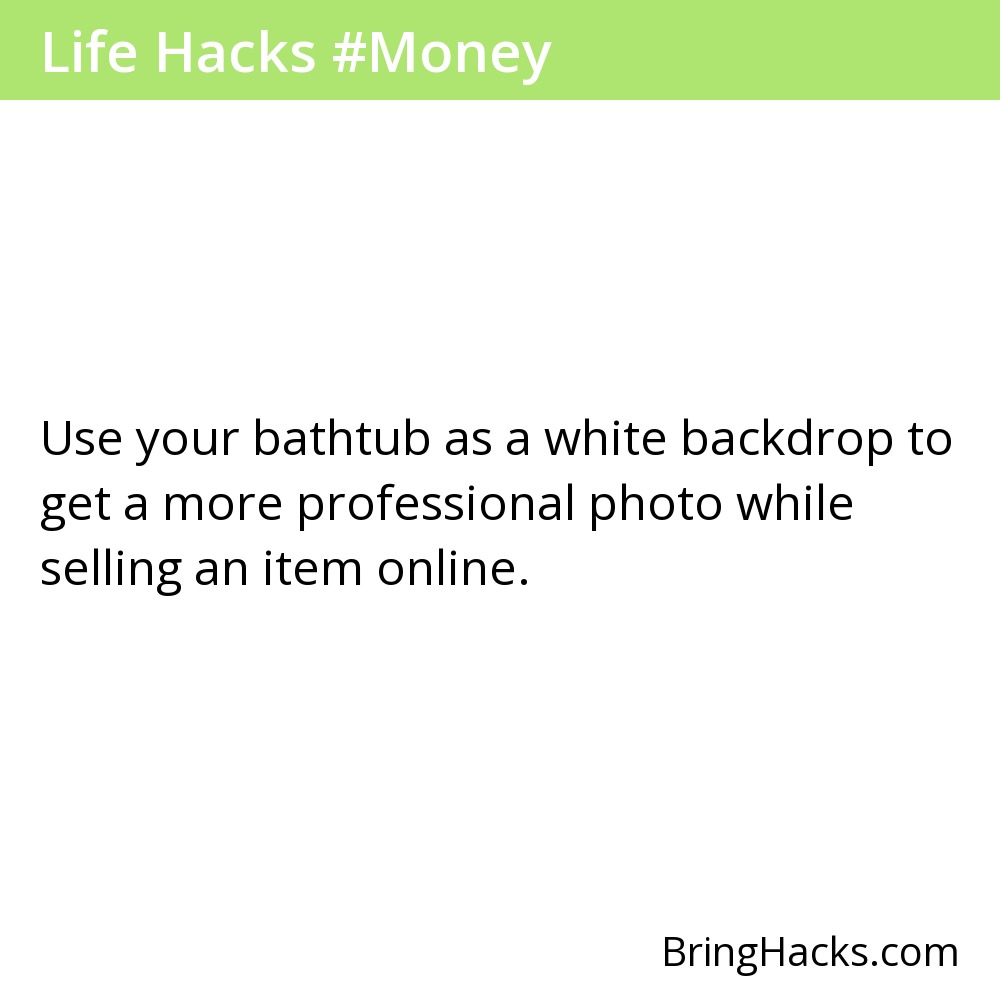 Life Hacks #Money
Use your bathtub as a white backdrop to
get a more professional photo while
selling an item online.
BringHacks.com